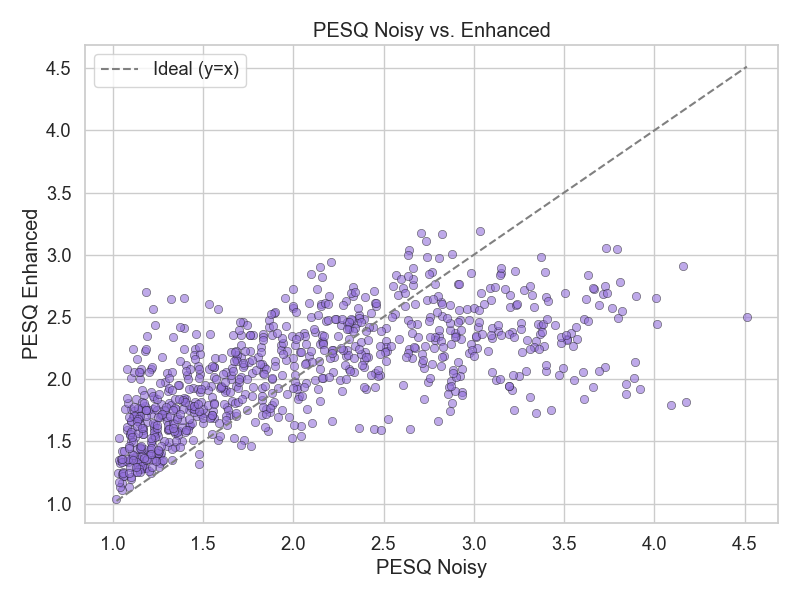 PESQ Noisy vs. Enhanced
Ideal (y=x)
PESQ Enhanced
4.5
4.0
3.5
3.0
2.5
2.0
1.5
1.0
1.0 1.5 2.0 2.5 3.0 3.5 4.0 4.5
PESQ Noisy